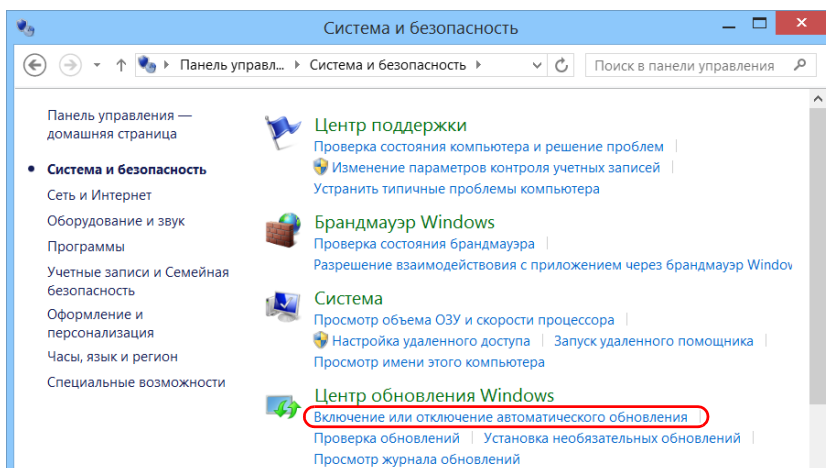 Система и безопасность
Панель управл... Система и безопасность Поиск в панели управления
Панель управления —
домашняя страница
Система и безопасность
Сеть и Интернет
Оборудование и звук
Программы
Учетные записи и Семейная
безопасность
Оформление и
персонализация
Часы, язык и регион
Специальные возможности
Центр поддержки
Проверка состояния компьютера и решение проблем
Изменение параметров контроля учетных записей
Устранить типичные проблемы компьютера
Брандмауэр Windows
Проверка состояния брандмауэра
Разрешение взаимодействовия с приложением через брандмауэр Window
Система
Просмотр объема ОЗУ и скорости процессора
Настройка удаленного доступа Запуск удаленного помощника
Просмотр имени этого компьютера
Центр обновления Windows
Включение или отключение автоматического обновления
Проверка обновлений Установка необязательных обновлений
Просмотр журнала обновлений